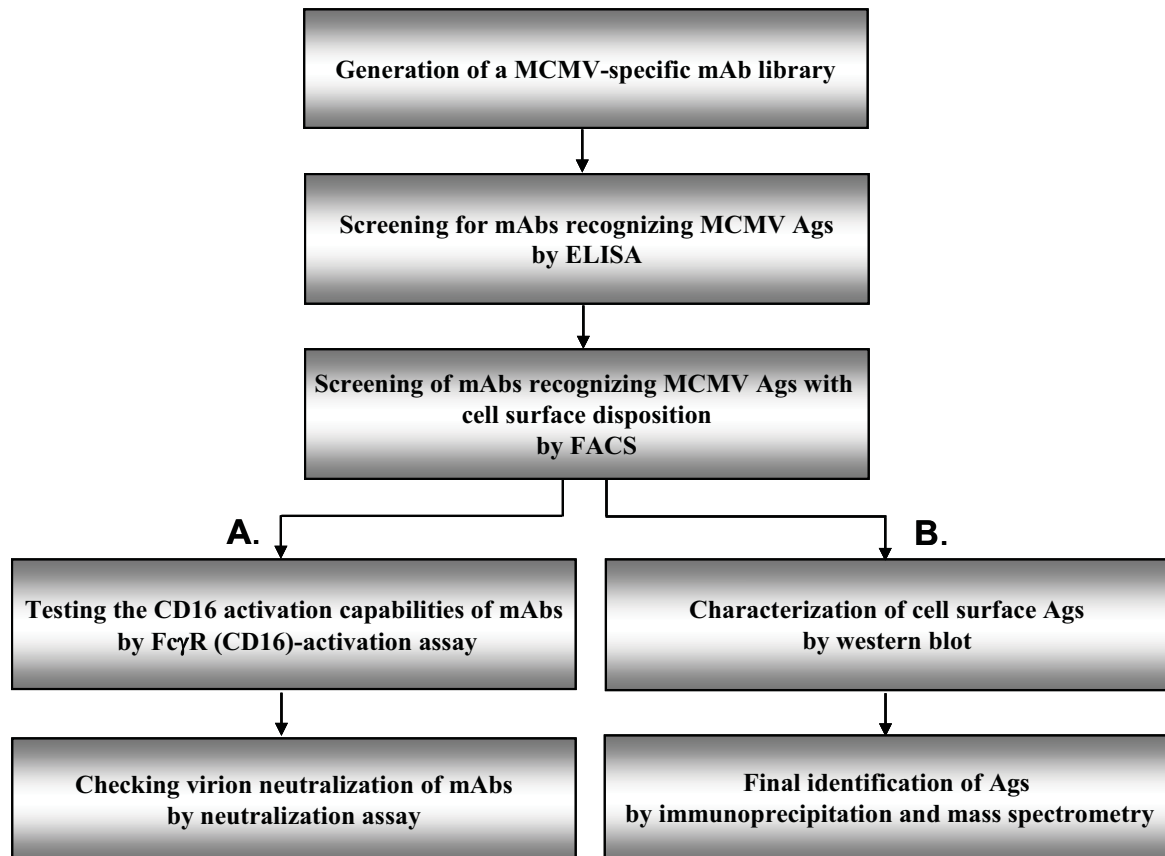 Generation of a MCMV-specific mAb library
Screening for mAbs recognizing MCMV Ags
by ELISA
Screening of mAbs recognizing MCMV Ags with
cell surface disposition
by FACS
A.
Testing the CD16 activation capabilities of mAbs
by FcγR (CD16)-activation assay
Checking virion neutralization of mAbs
by neutralization assay
B.
Characterization of cell surface Ags
by western blot
Final identification of Ags
by immunoprecipitation and mass spectrometry